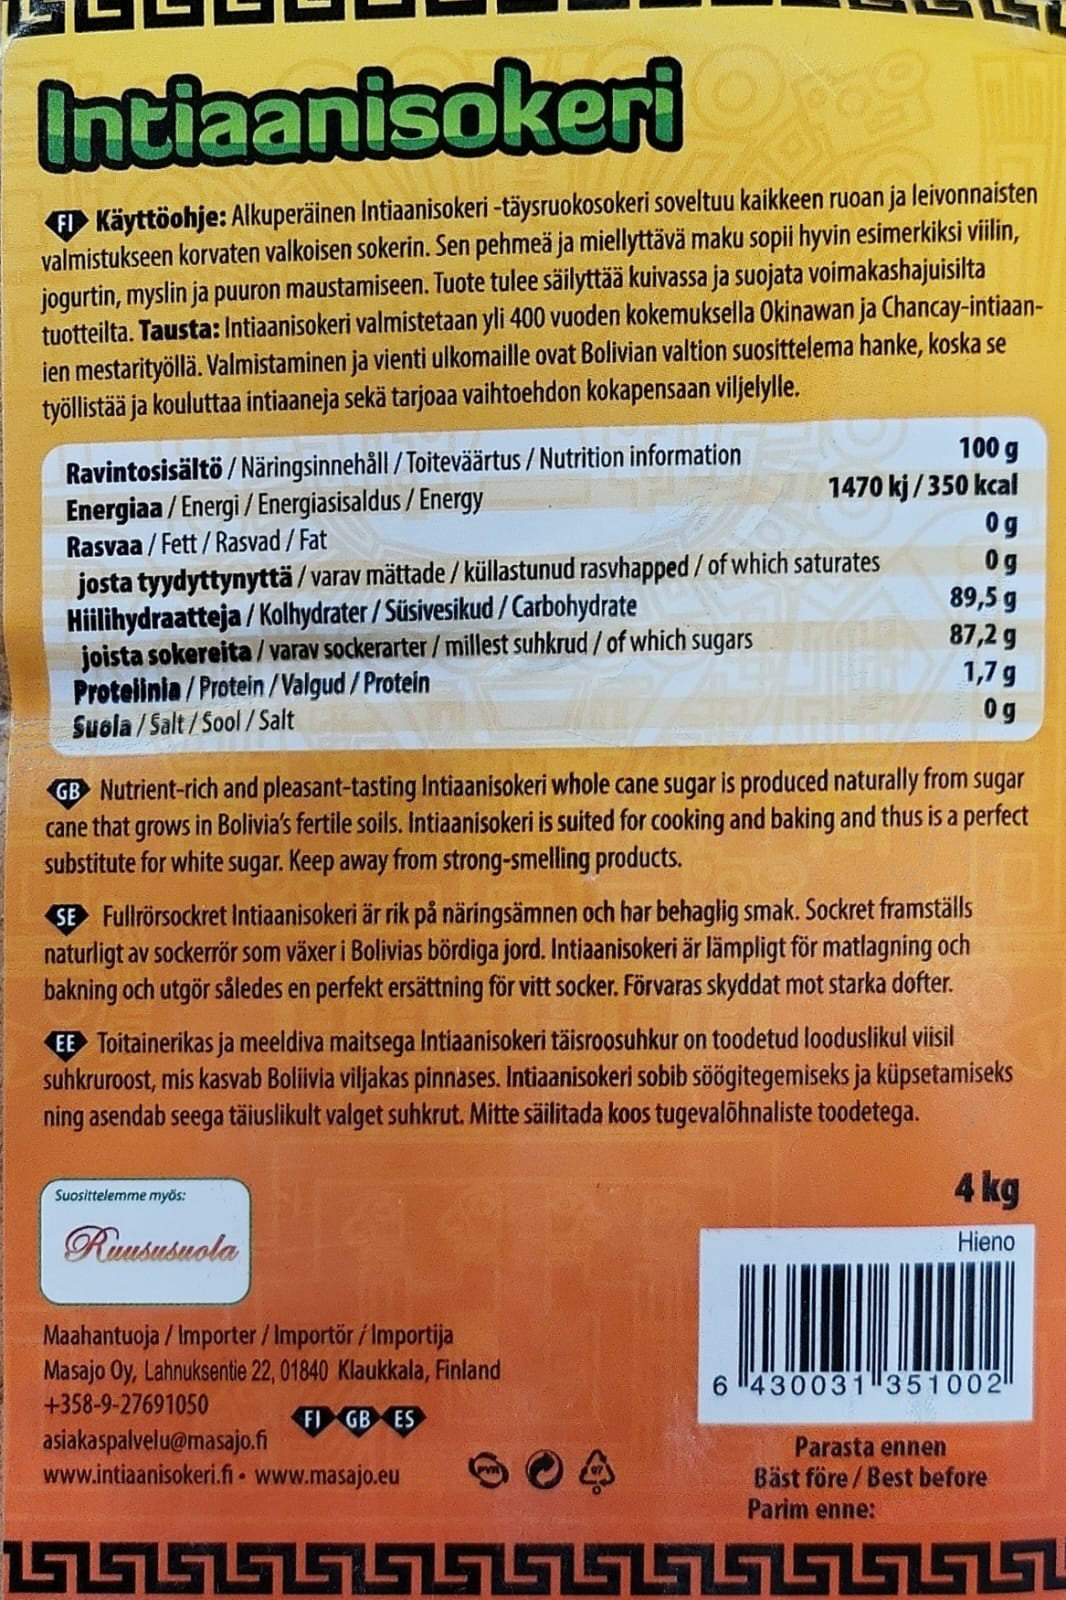 Intiaanisokeri
FI Käyttöohje: Alkuperäinen Intiaanisokeri -täysruokosokeri soveltuu kaikkeen ruoan ja leivonnaisten
valmistukseen korvaten valkoisen sokerin. Sen pehmeä ja miellyttävä maku sopii hyvin esimerkiksi viilin,
jogurtin, myslin ja puuron maustamiseen. Tuote tulee säilyttää kuivassa ja suojata voimakashajuisilta
tuotteilta. Tausta: Intiaanisokeri valmistetaan yli 400 vuoden kokemuksella Okinawan ja Chancay-intiaan-
ien mestarityöllä. Valmistaminen ja vienti ulkomaille ovat Bolivian valtion suosittelema hanke, koska se
työllistää ja kouluttaa intiaaneja sekä tarjoaa vaihtoehdon kokapensaan viljelylle.
Ravintosisältö / Näringsinnehåll / Toiteväärtus / Nutrition information 100 g
Energiaa / Energi / Energiasisaldus / Energy 1470 kj / 350 kcal
Rasvaa / Fett / Rasvad / Fat 0 g
josta tyydyttynyttä / varav mättade / küllastunud rasvhapped / of which saturates 0 g
Hiilihydraatteja / Kolhydrater / Süsivesikud / Carbohydrate 89,5 g
joista sokereita / varav sockerarter / millest suhkrud / of which sugars 87,2 g
Proteiinia / Protein / Valgud / Protein 1,7 g
Suola / Salt / Sool / Salt 0 g
GB Nutrient-rich and pleasant-tasting Intiaanisokeri whole cane sugar is produced naturally from sugar
cane that grows in Bolivia's fertile soils. Intiaanisokeri is suited for cooking and baking and thus is a perfect
substitute for white sugar. Keep away from strong-smelling products.
SE Fullrörsockret Intiaanisokeri är rik på näringsämnen och har behaglig smak. Sockret framställs
naturligt av sockerrör som växer i Bolivias bördiga jord. Intiaanisokeri är lämpligt för matlagning och
bakning och utgör således en perfekt ersättning för vitt socker. Förvaras skyddat mot starka dofter.
EE Toitainerikas ja meeldiva maitsega Intiaanisokeri täisroosuhkur on toodetud looduslikul viisil
suhkruroost, mis kasvab Boliivia viljakas pinnases. Intiaanisokeri sobib söögitegemiseks ja küpsetamiseks
ning asendab seega täiuslikult valget suhkrut. Mitte säilitada koos tugevalõhnaliste toodetega.
4 kg
Suosittelemme myös:
Ruususuola
Hieno
6 430031 351002
Maahantuoja / Importer / Importör / Importija
Masajo Oy, Lahnuksentie 22, 01840 Klaukkala, Finland
+358-9-27691050
FI GB ES
asiakaspalvelu@masajo.fi
www.intiaanisokeri.fi • www.masajo.eu
PYR
07
Parasta ennen
Bäst före / Best before
Parim enne: